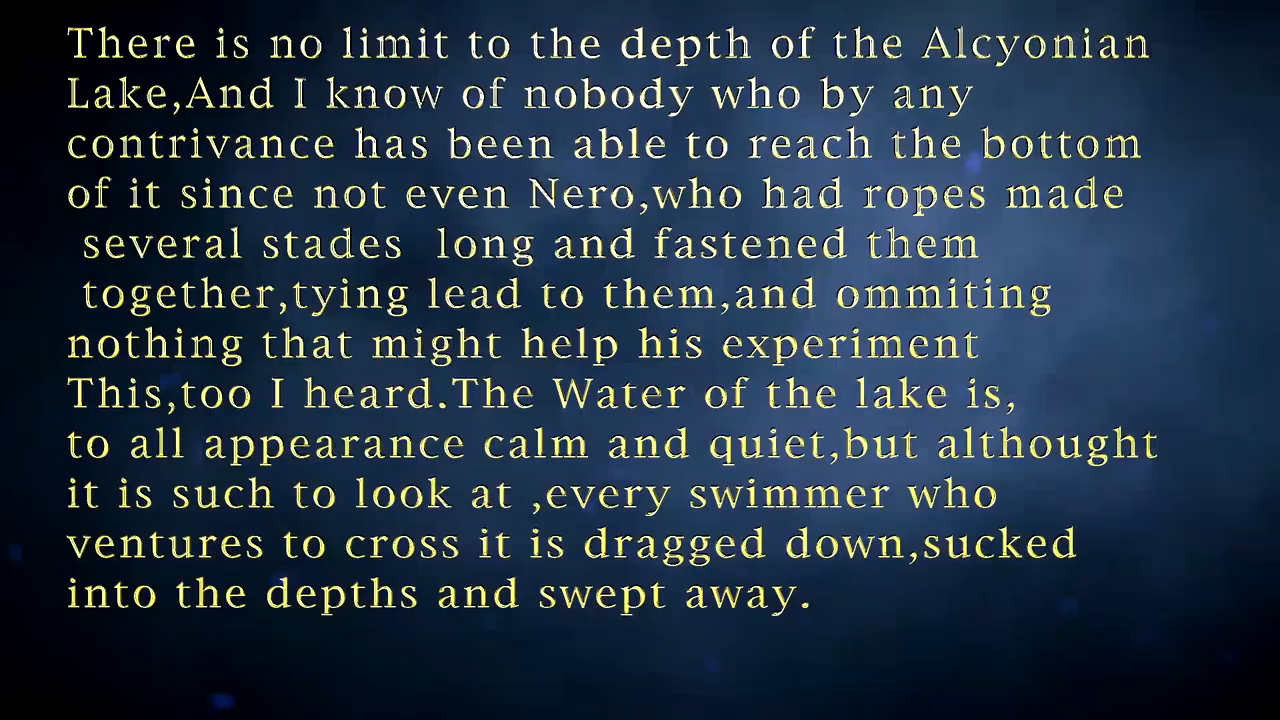 There is no limit to the depth of the Alcyonian
Lake,And I know of nobody who by any
contrivance has been able to reach the bottom
of it since not even Nero,who had ropes made
several stades  long and fastened them
together,tying lead to them,and ommiting
nothing that might help his experiment
This,too I heard.The Water of the lake is,
to all appearance calm and quiet,but althought
it is such to look at ,every swimmer who
ventures to cross it is dragged down,sucked
into the depths and swept away.